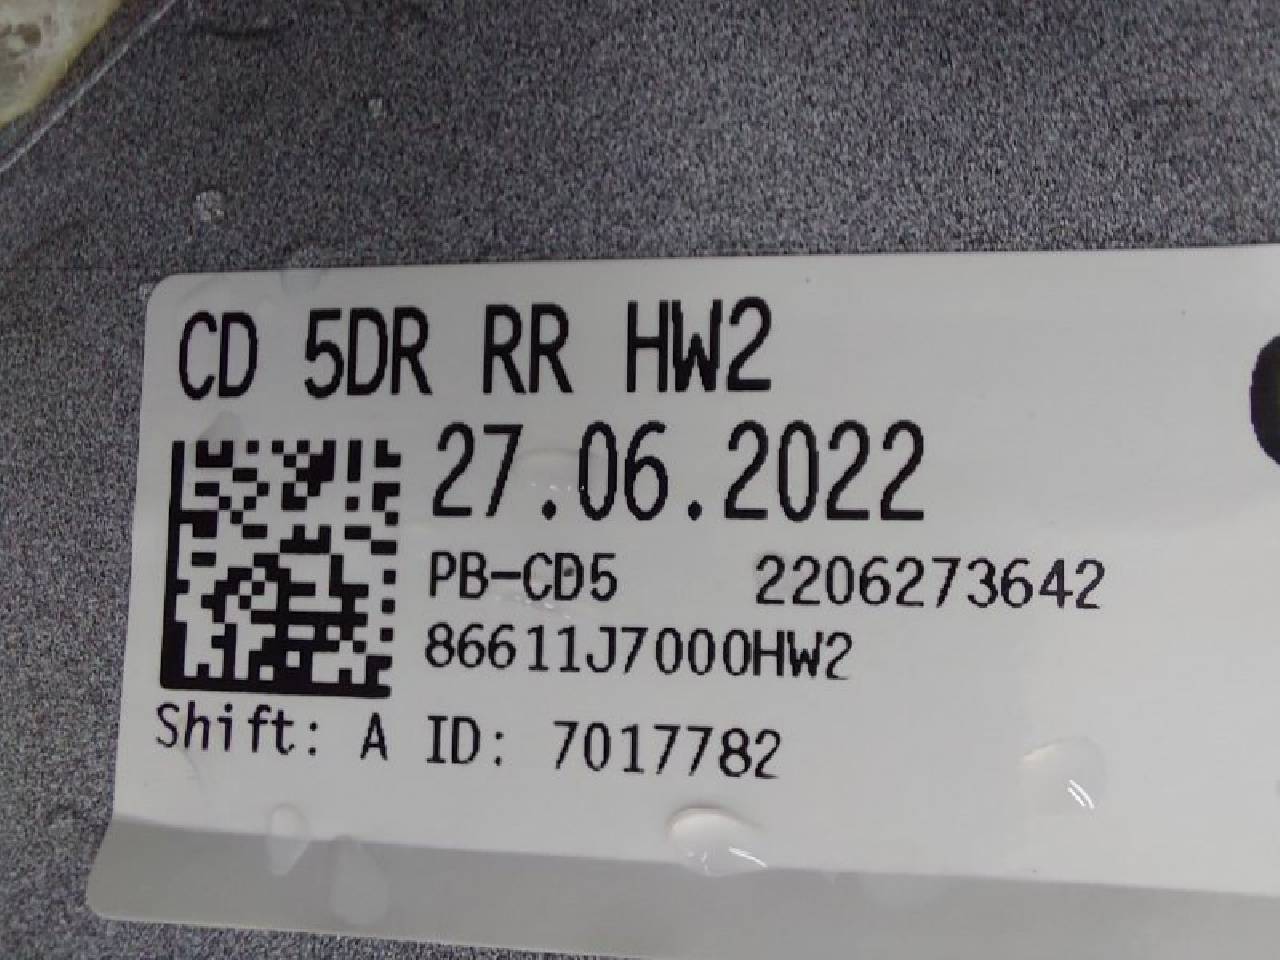 CD 5DR RR HW2
27.06.2022
PB-CD5 2206273642
86611J7000HW2
Shift: A ID: 7017782